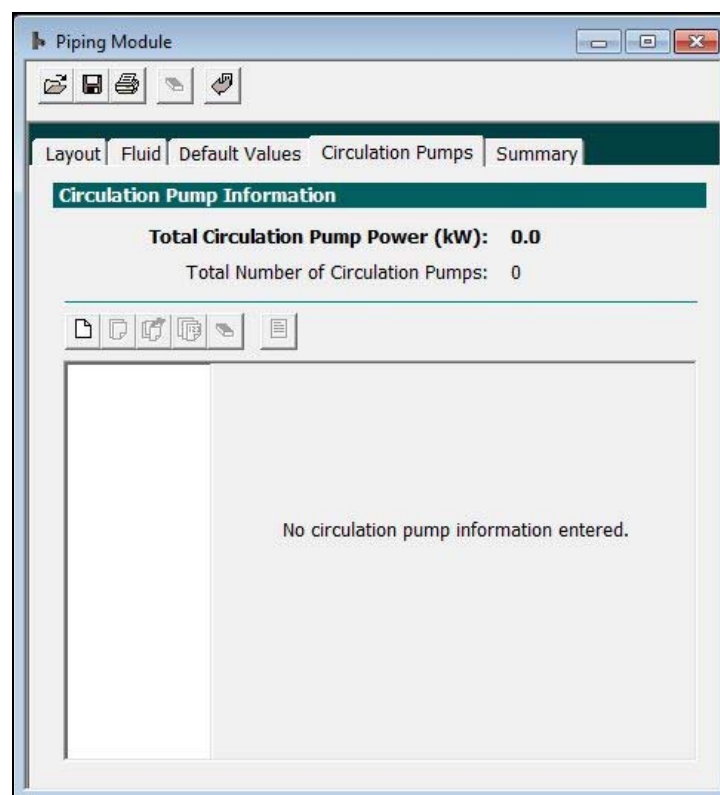 Piping Module
Layout Fluid Default Values Circulation Pumps Summary
Circulation Pump Information
Total Circulation Pump Power (kW): 0.0
Total Number of Circulation Pumps: 0
No circulation pump information entered.